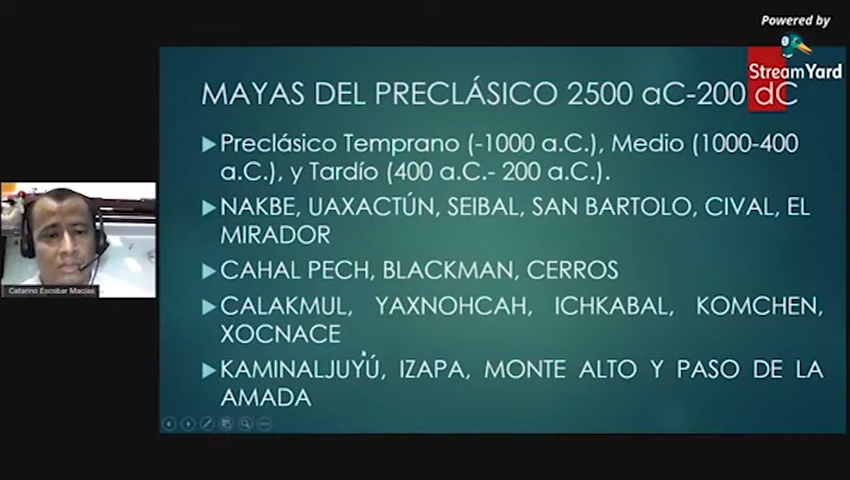 Powered by
StreamYard
MAYAS DEL PRECLÁSICO 2500 aC-200 dC
Preclásico Temprano (-1000 a.C.), Medio (1000-400
a.C.), y Tardío (400 a.C.- 200 a.C.).
NAKBE, UAXACTÚN, SEIBAL, SAN BARTOLO, CIVAL, EL
MIRADOR
CAHAL PECH, BLACKMAN, CERROS
CALAKMUL, YAXNOHCAH, ICHKABAL, KOMCHEN,
XOCNACE
KAMINALJUYÚ, IZAPA, MONTE ALTO Y PASO DE LA
AMADA
Catarino Escobar Macias